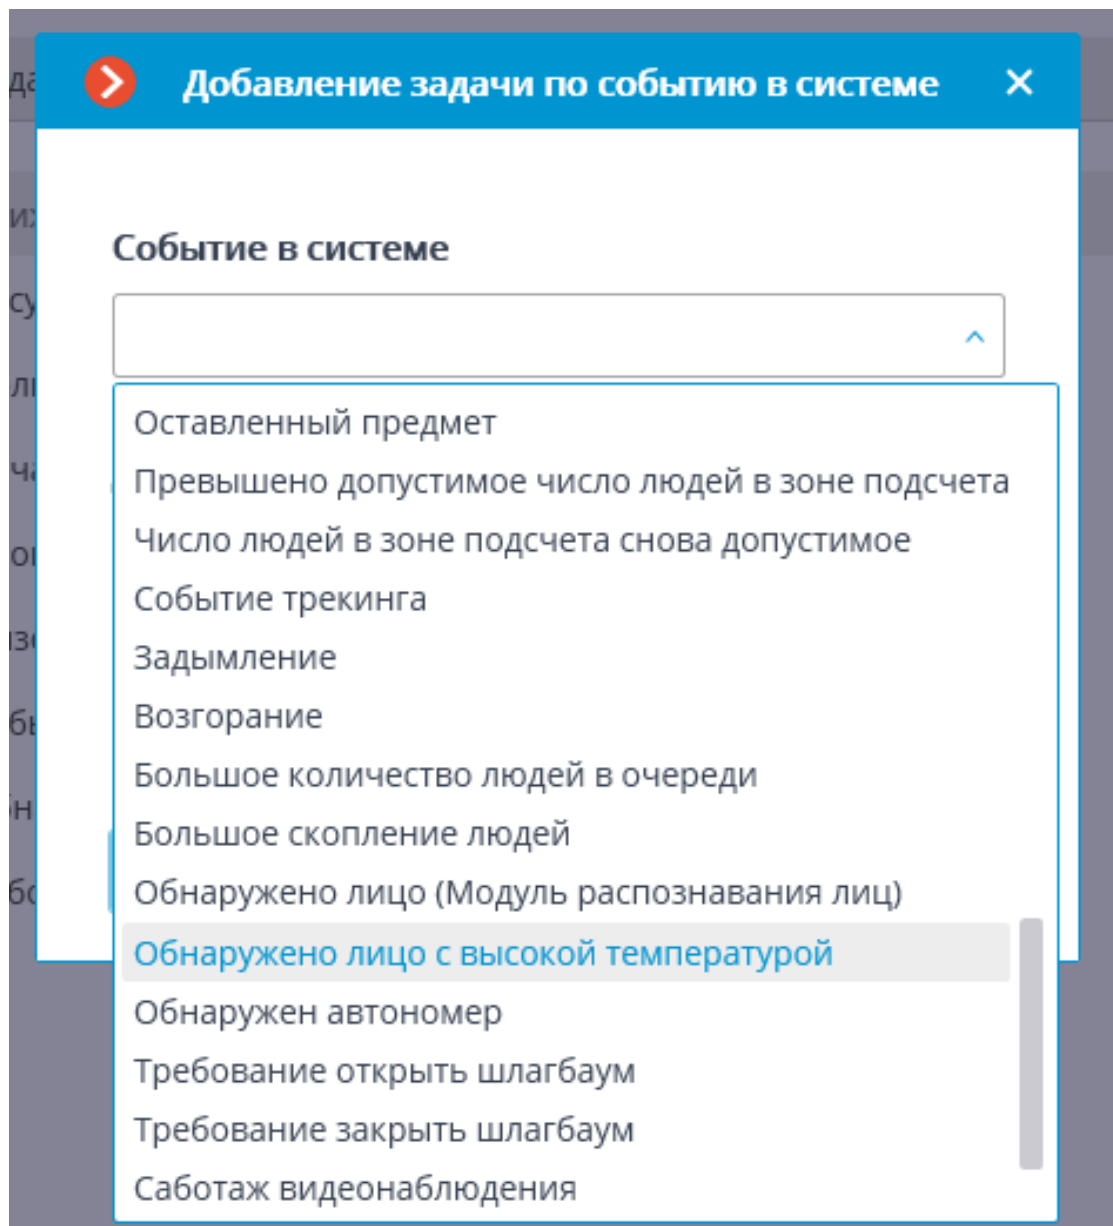 Добавление задачи по событию в системе
Событие в системе
Оставленный предмет
Превышено допустимое число людей в зоне подсчета
Число людей в зоне подсчета снова допустимое
Событие трекинга
Задымление
Возгорание
Большое количество людей в очереди
Большое скопление людей
Обнаружено лицо (Модуль распознавания лиц)
Обнаружено лицо с высокой температурой
Обнаружен автономер
Требование открыть шлагбаум
Требование закрыть шлагбаум
Саботаж видеонаблюдения